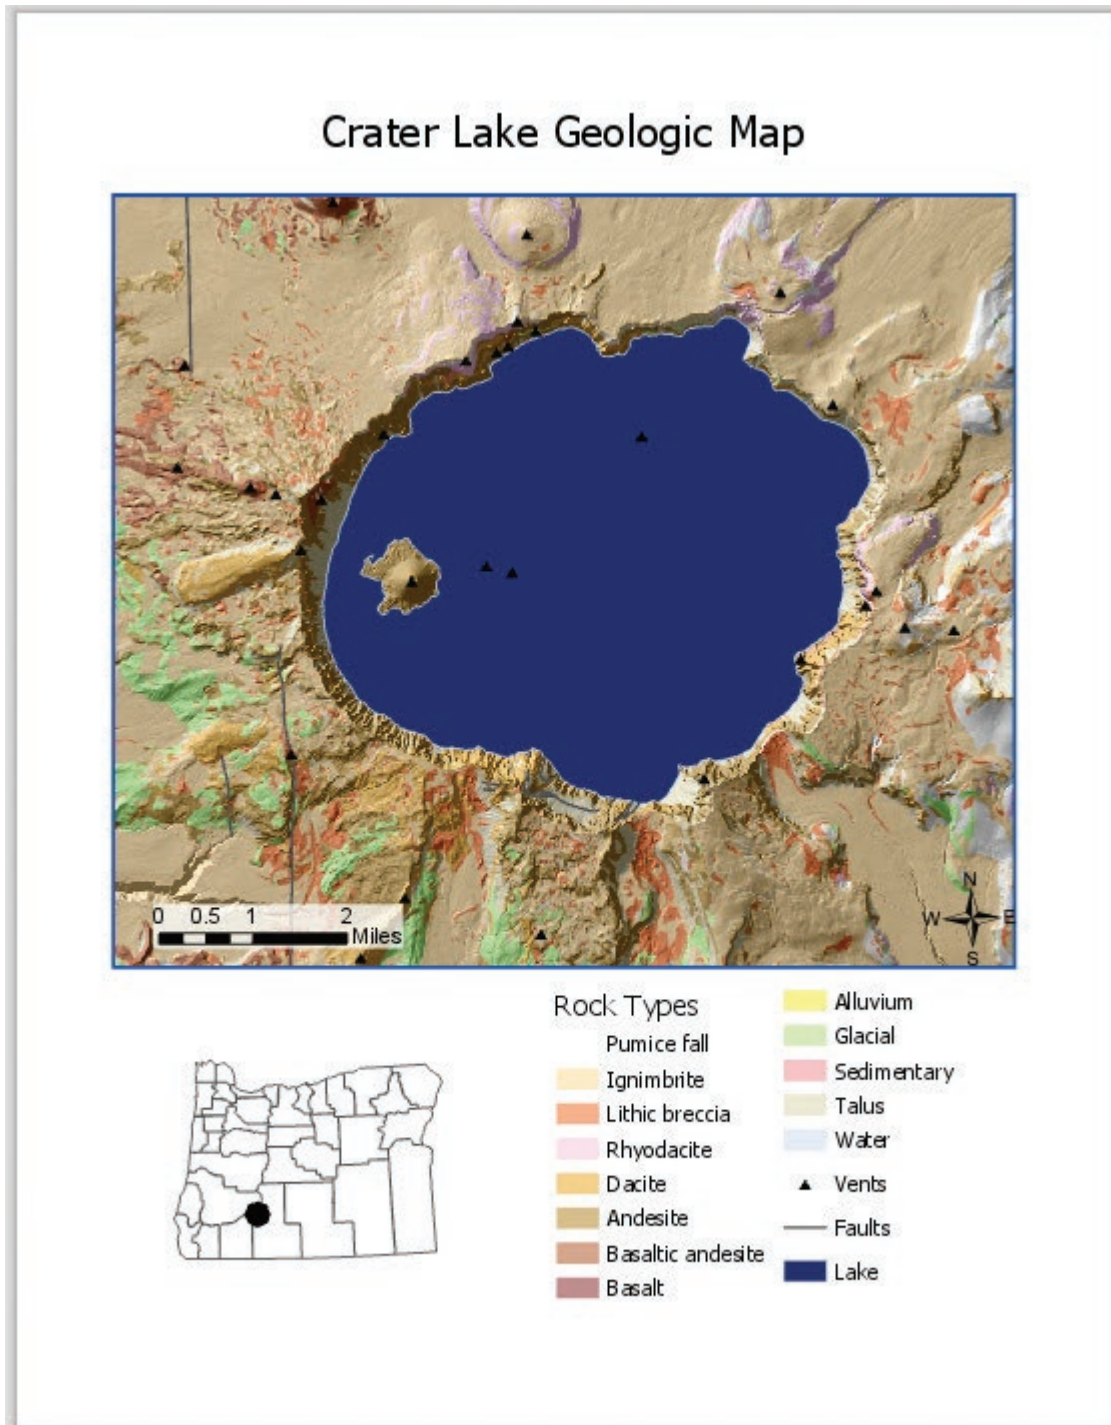 Crater Lake Geologic Map
N
W E
S
0 0.5 1 2
Miles
Rock Types
Pumice fall
Ignimbrite
Lithic breccia
Rhyodacite
Dacite
Andesite
Basaltic andesite
Basalt
Alluvium
Glacial
Sedimentary
Talus
Water
Vents
Faults
Lake